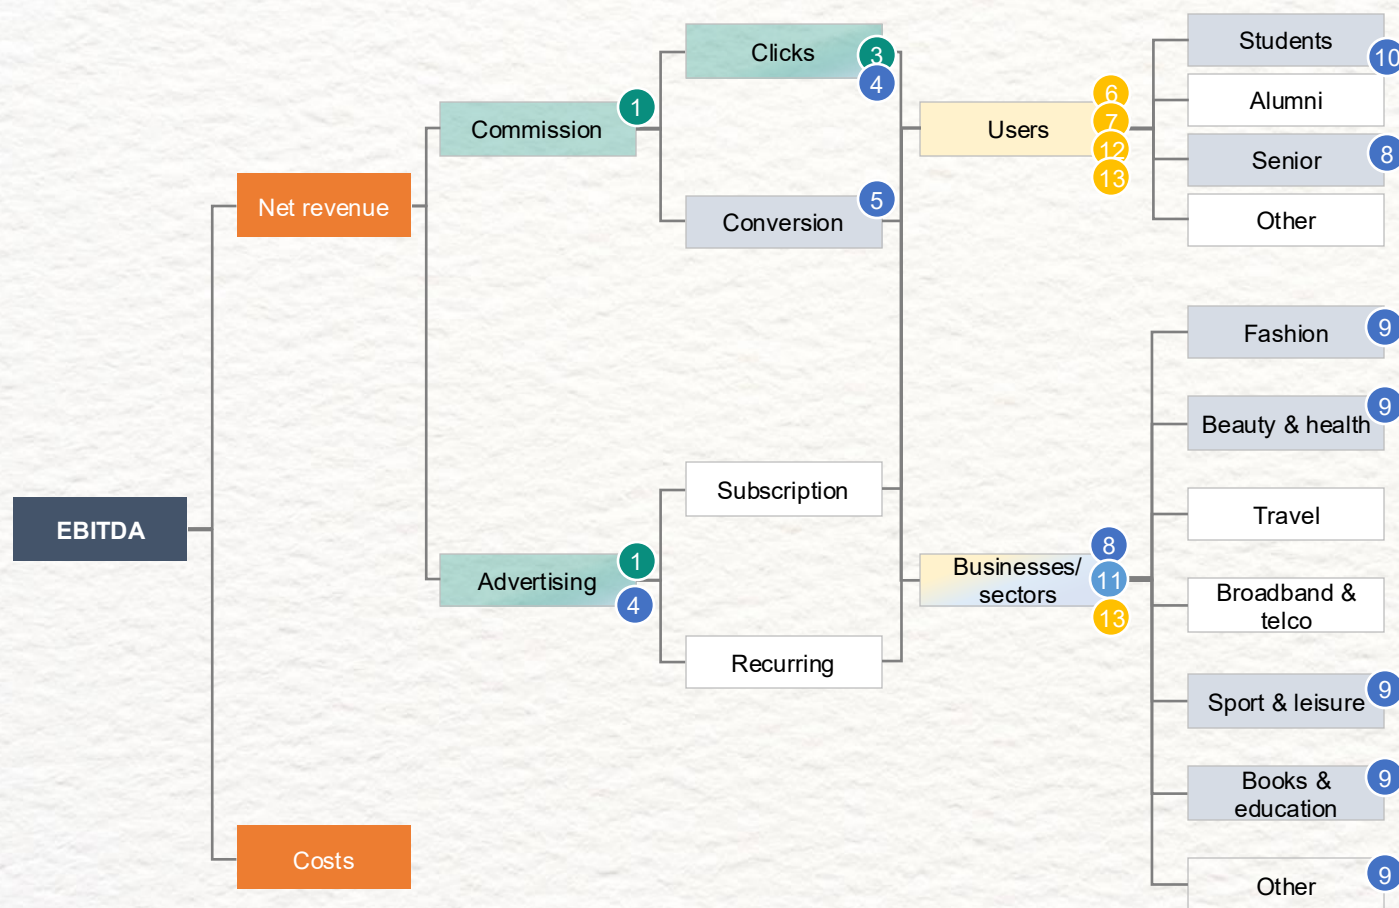 Students
10
Clicks
3
4
6
Alumni
Commission
1
Users
7
12
13
Senior
8
Net revenue
5
Conversion
Other
Fashion
9
Beauty & health
9
Subscription
Travel
EBITDA
8
Advertising
1
4
Businesses/
sectors
11
13
Broadband &
telco
Recurring
Sport & leisure
9
Books &
education
9
Costs
Other
9